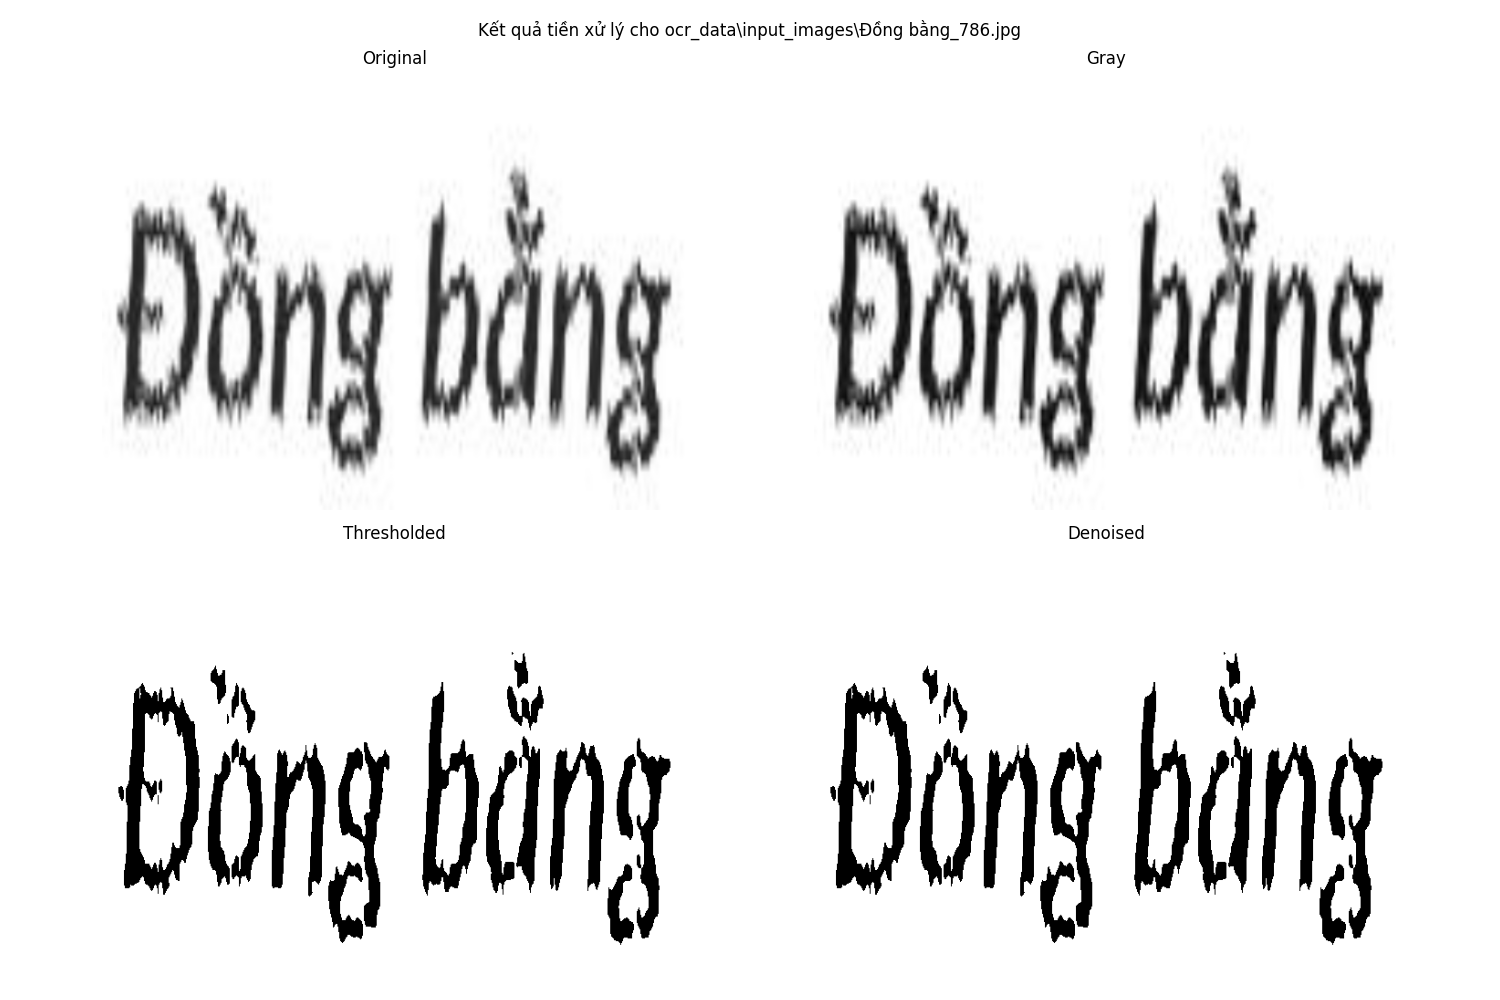 Kết quả tiền xử lý cho ocr_data\input_images\Đồng bằng_786.jpg
Original
Gray
Đồng bằng
Đồng bằng
Thresholded
Denoised
Đồng bằng
Đồng bằng